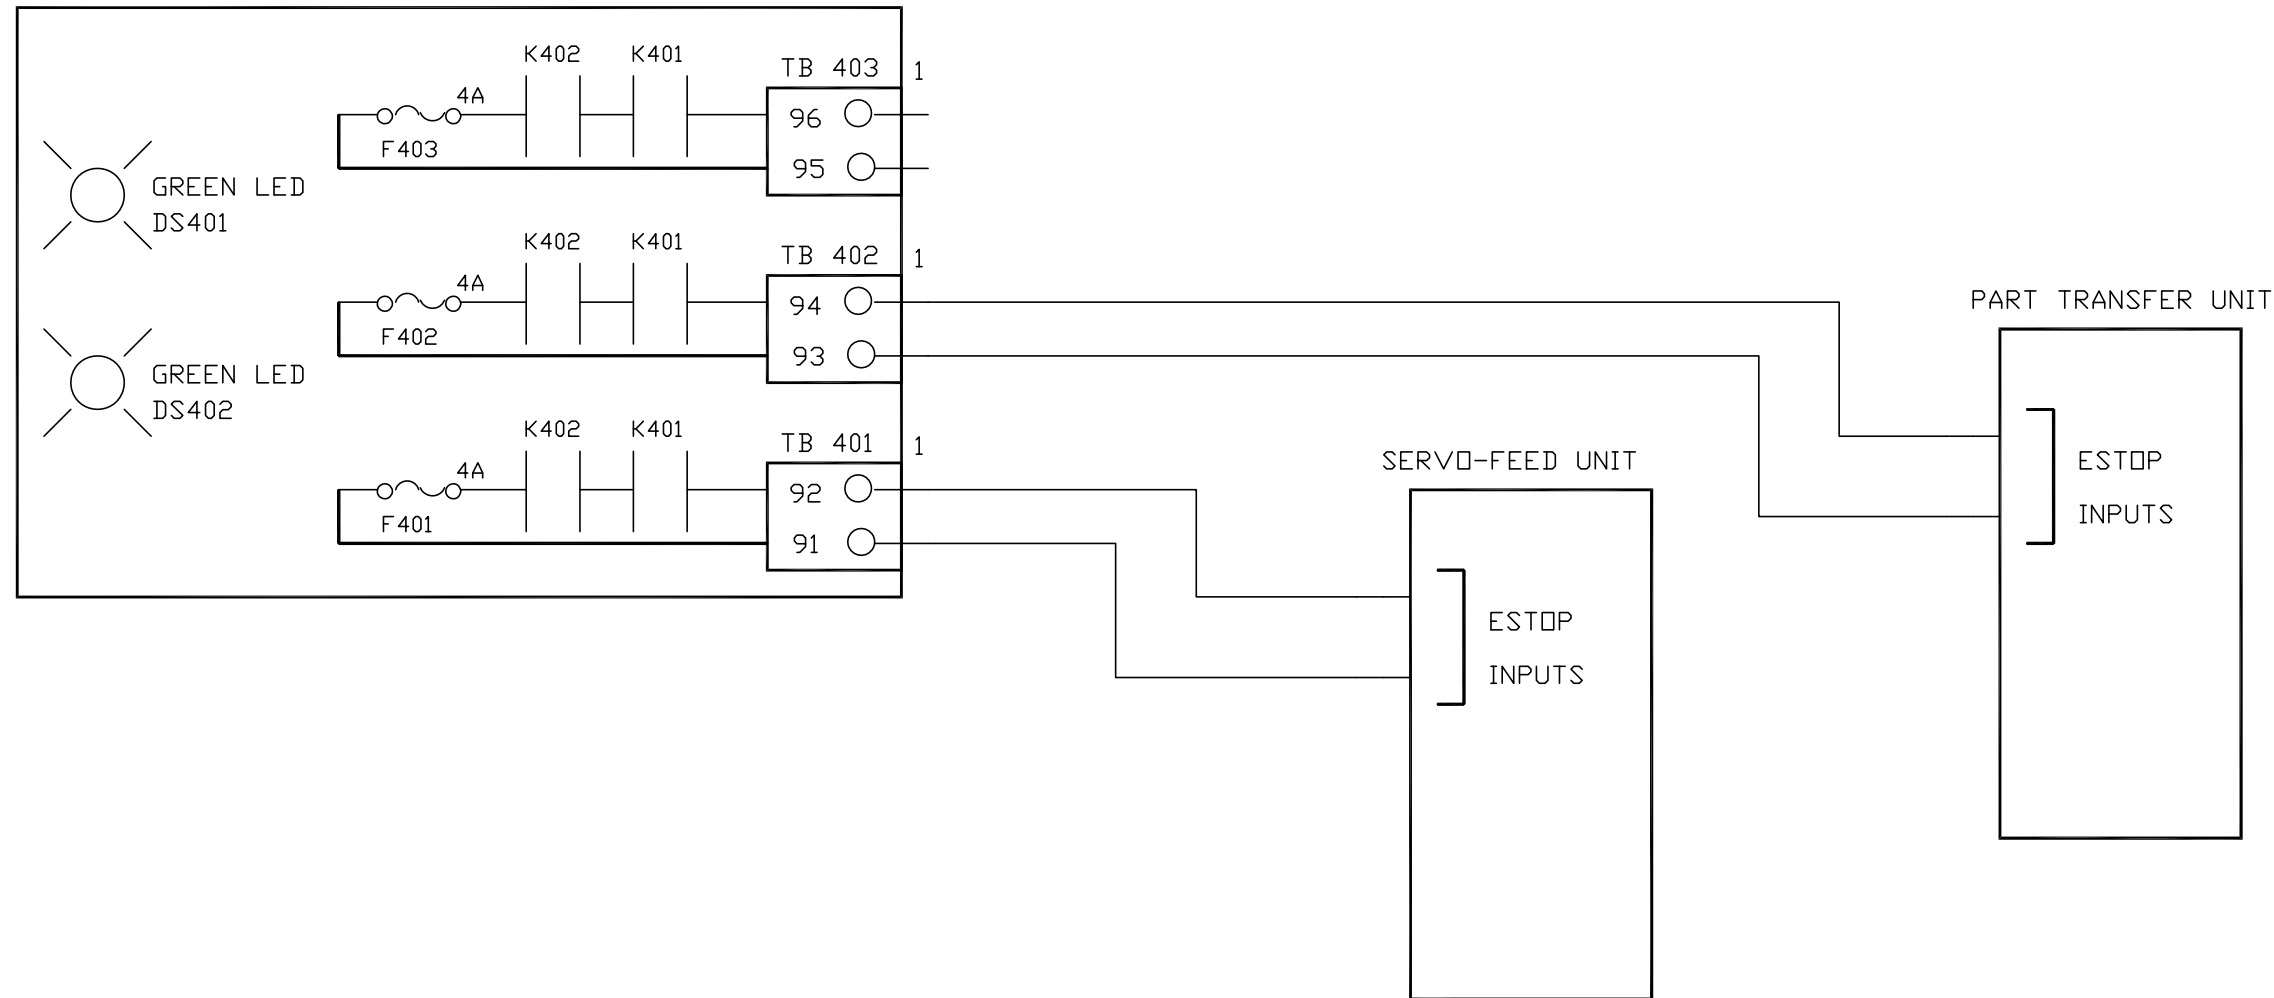 K402 K401
TB 403 1
4A
96
F403
95
GREEN LED
DS401
K402 K401
TB 402 1
4A
94
F402
93
GREEN LED
DS402
K402 K401
TB 401 1
4A
92
F401
91
SERVO-FEED UNIT
ESTOP
INPUTS
PART TRANSFER UNIT
ESTOP
INPUTS